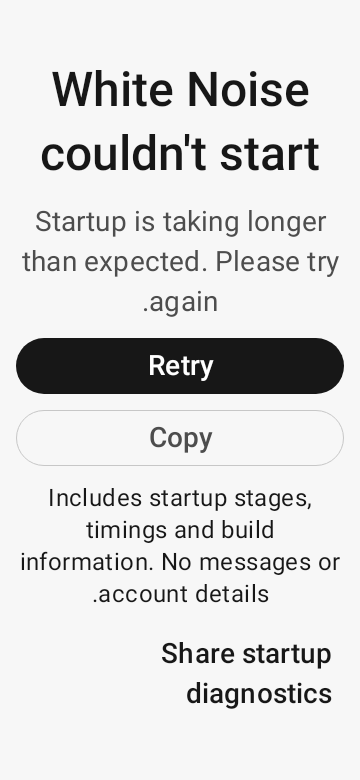 White Noise
couldn't start
Startup is taking longer
than expected. Please try
.again
Retry
Copy
Includes startup stages,
timings and build
information. No messages or
.account details
Share startup
diagnostics